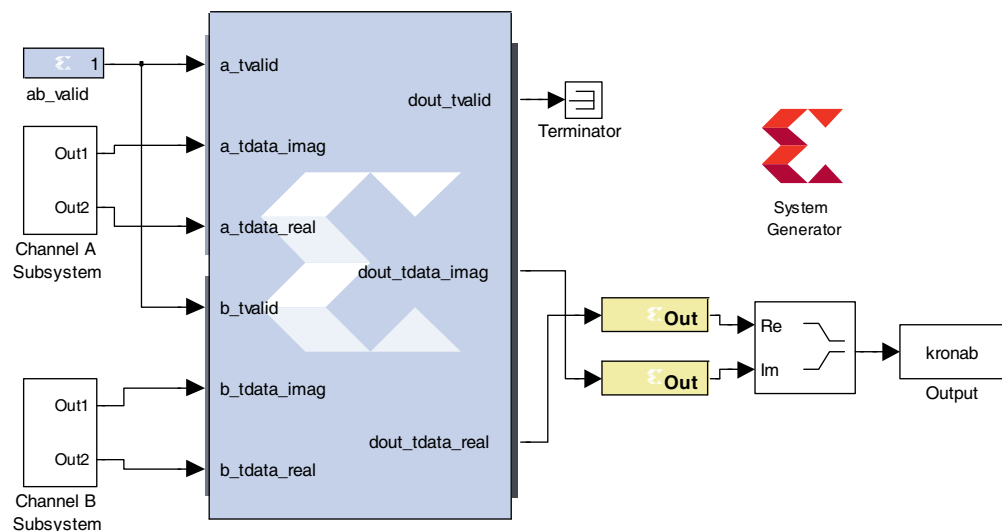 1
ab_valid
Out1
Out2
Channel A
Subsystem
Out1
Out2
Channel B
Subsystem
a_tvalid
a_tdata_imag
a_tdata_real
b_tvalid
b_tdata_imag
b_tdata_real
dout_tvalid
dout_tdata_imag
dout_tdata_real
Terminator
System
Generator
Out
Out
Re
Im
kronab
Output